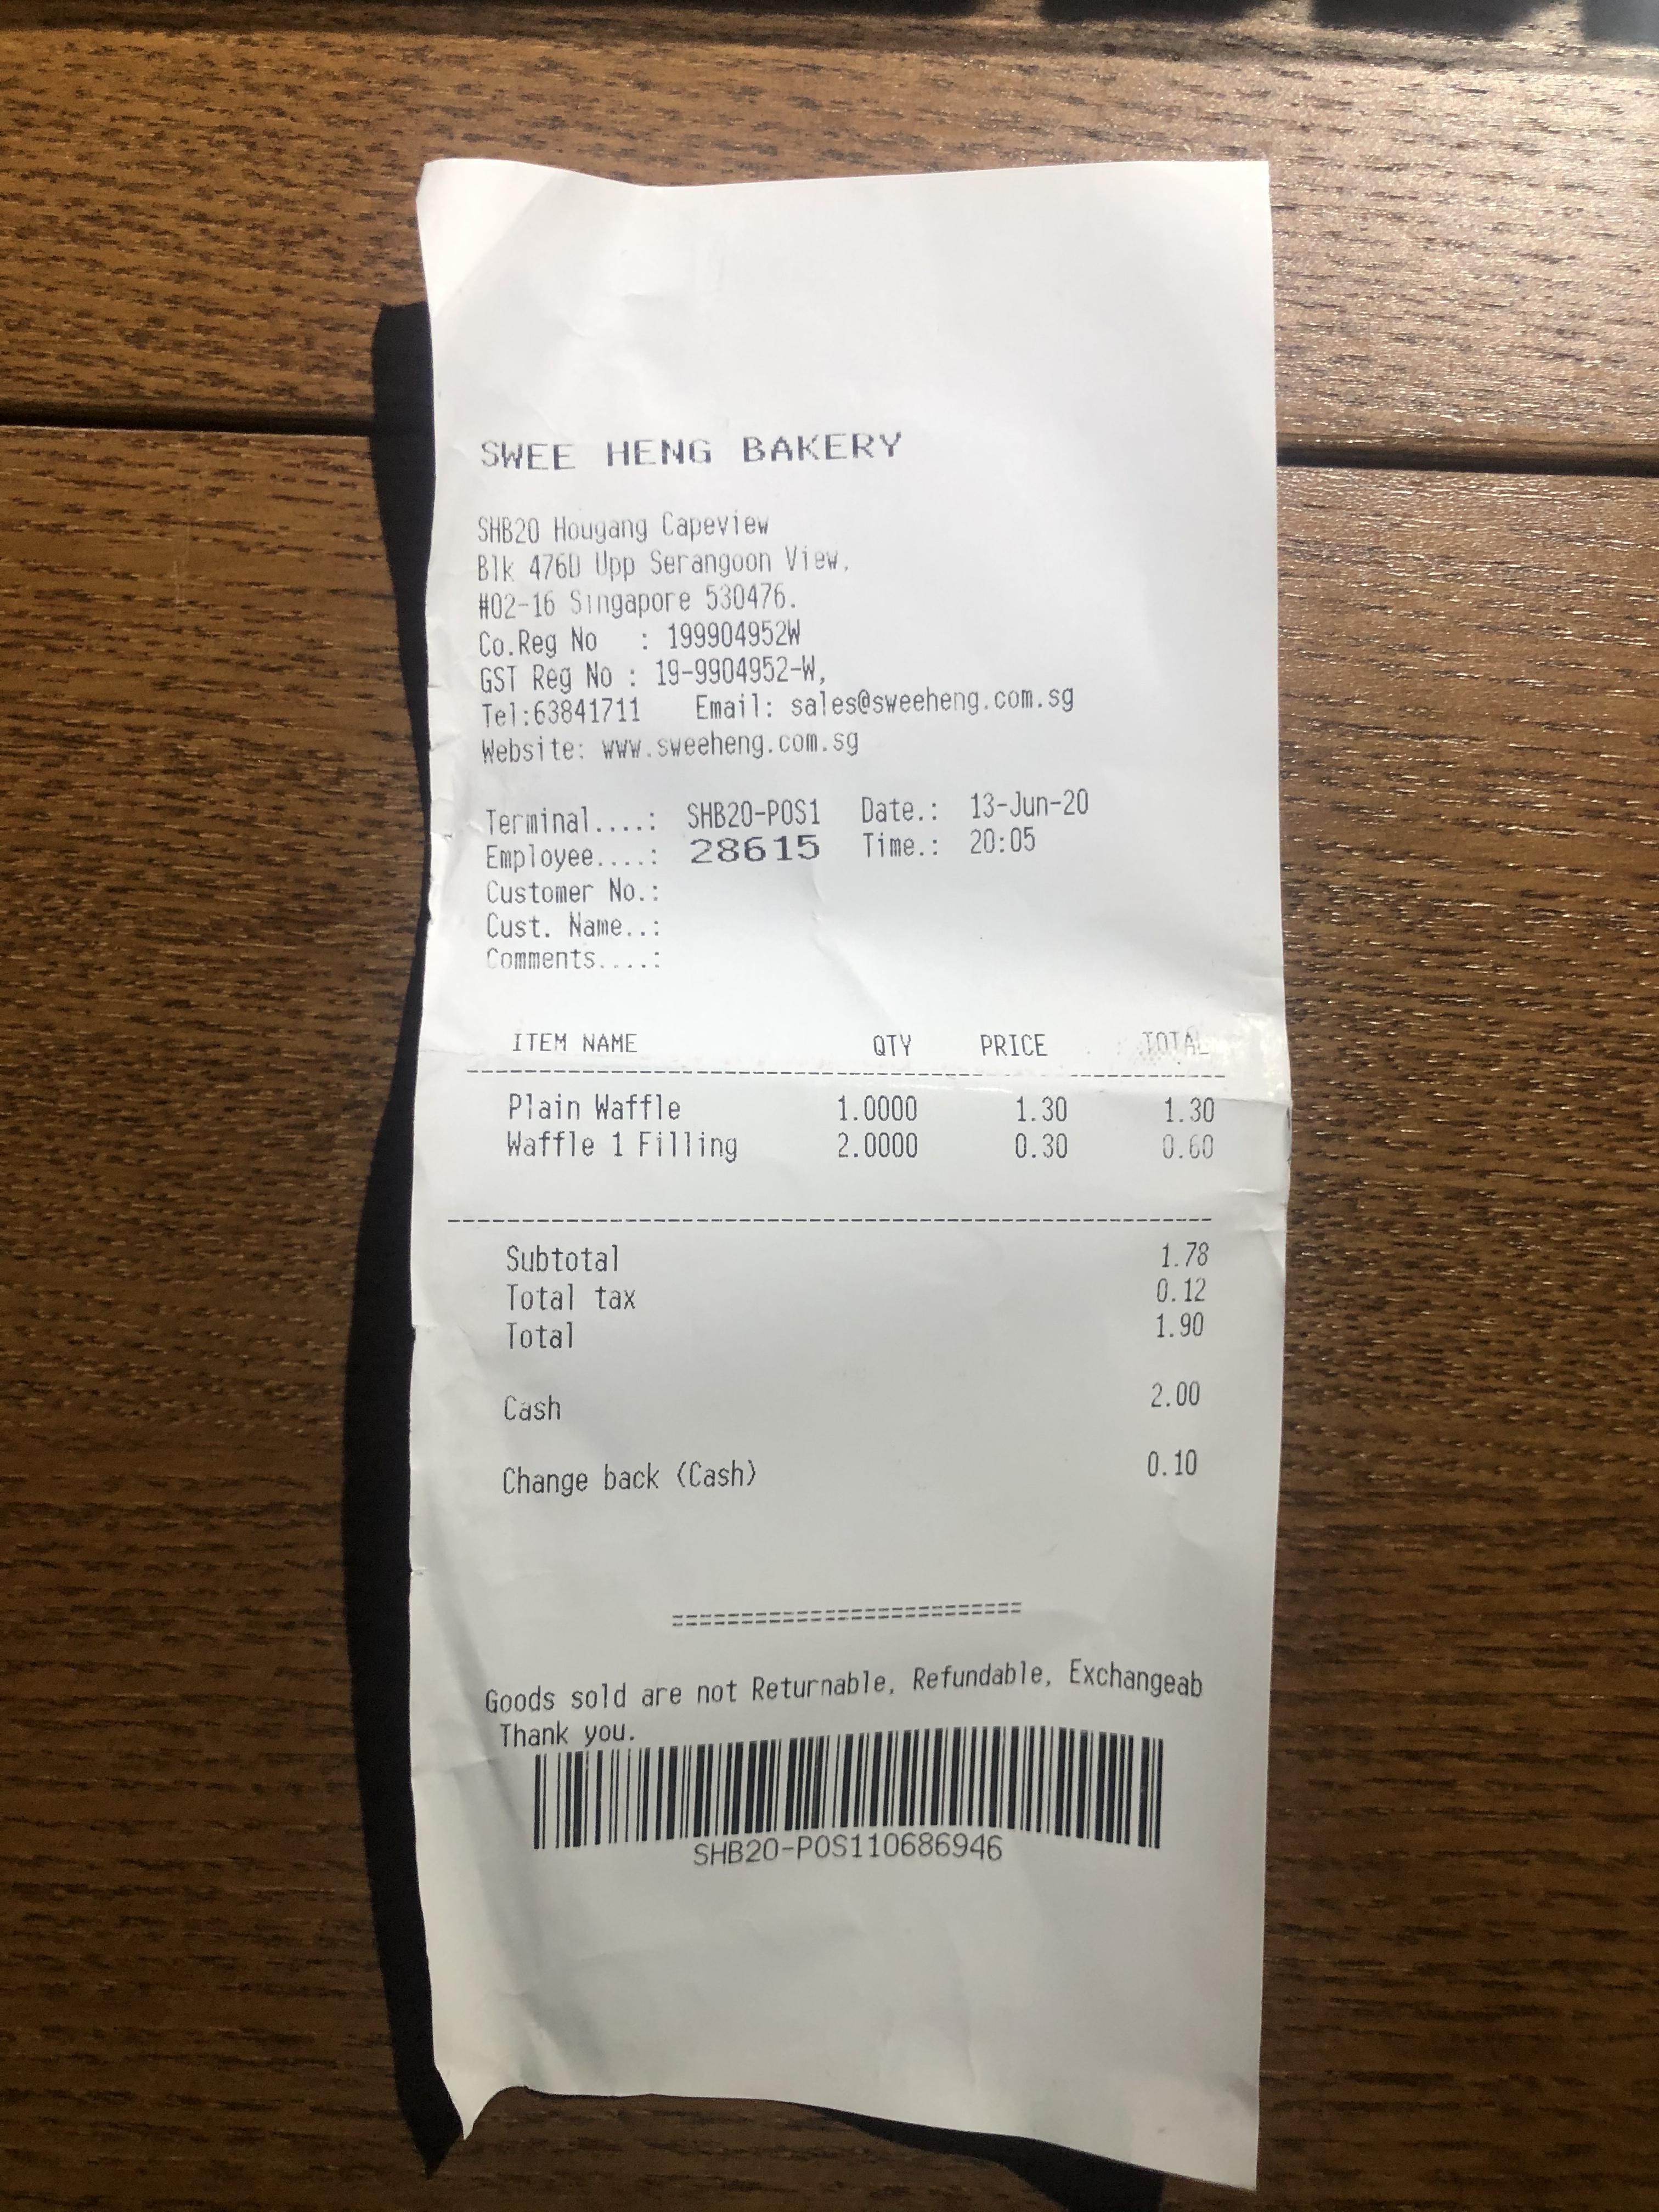 SWEE HENG BAKERY
SHB20 Hougang Capeview
Blk 476D Upp Serangoon View,
#02-16 Singapore 530476.
Co.Reg No : 199904952W
GST Reg No : 19-9904952-W,
Tel:63841711 Email: sales@sweeheng.com.sg
Website: www.sweeheng.com.sg
Terminal....: SHB20-POS1 Date.: 13-Jun-20
Employee....: 28615 Time.: 20:05
Customer No.:
Cust. Name..:
Comments....:
ITEM NAME QTY PRICE TOTAL
Plain Waffle 1.0000 1.30 1.30
Waffle 1 Filling 2.0000 0.30 0.60
Subtotal 1.78
Total tax 0.12
Total 1.90
Cash 2.00
Change back (Cash) 0.10
==========================
Goods sold are not Returnable, Refundable, Exchangeab
Thank you.
SHB20-POS110686946